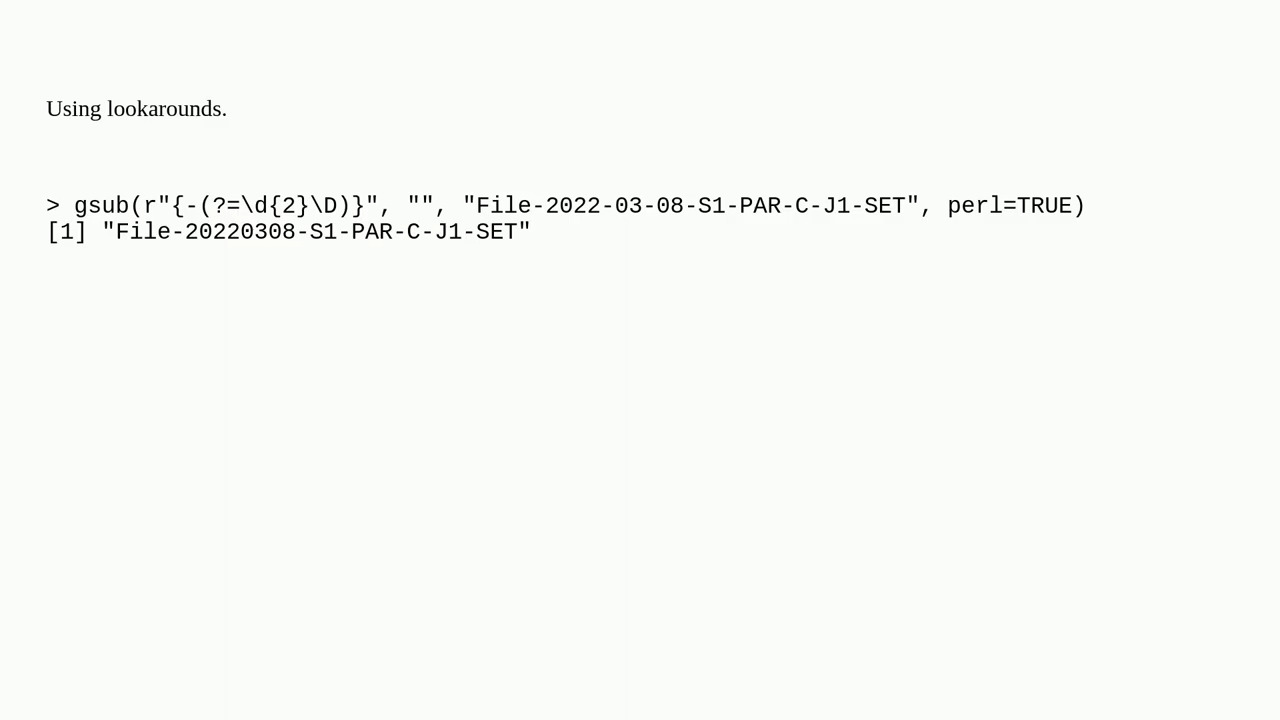 Using lookarounds.
> gsub(r"{-(?=\d{2}\D)}", "", "File-2022-03-08-S1-PAR-C-J1-SET", perl=TRUE)
[1] "File-20220308-S1-PAR-C-J1-SET"